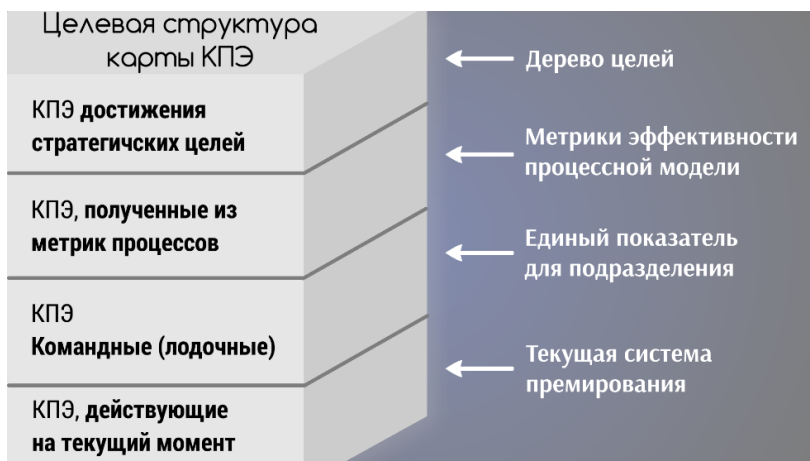 Целевая структура
карты КПЭ
КПЭ достижения
стратегичских целей
КПЭ, полученные из
метрик процессов
КПЭ
Командные (лодочные)
КПЭ, действующие
на текущий момент
Дерево целей
Метрики эффективности
процессной модели
Единый показатель
для подразделения
Текущая система
премирования